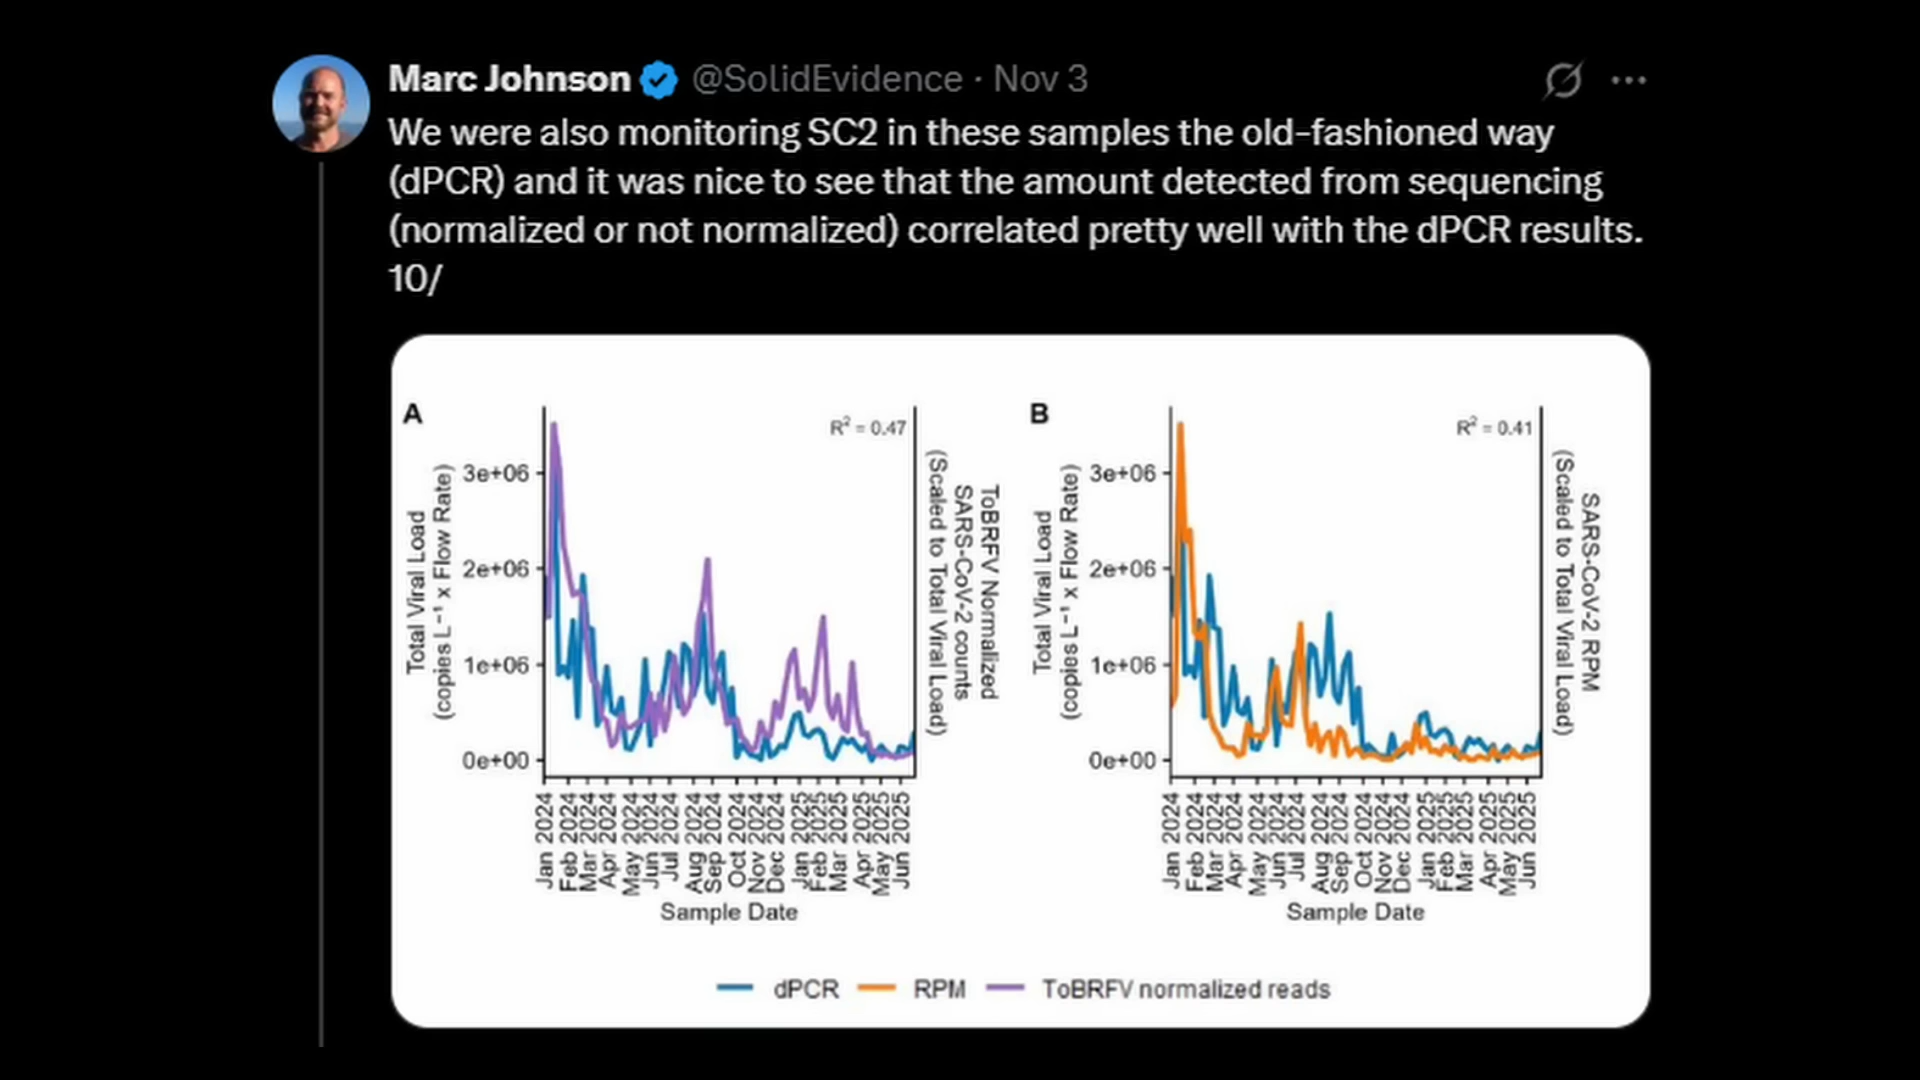 Marc Johnson @SolidEvidence · Nov 3
We were also monitoring SC2 in these samples the old-fashioned way
(dPCR) and it was nice to see that the amount detected from sequencing
(normalized or not normalized) correlated pretty well with the dPCR results.
10/
A
R² = 0.47
Total Viral Load
(copies L⁻¹ x Flow Rate)
3e+06
2e+06
1e+06
0e+00
ToBRFV Normalized
SARS-CoV-2 counts
(Scaled to Total Viral Load)
Jan 2024
Feb 2024
Mar 2024
Apr 2024
May 2024
Jun 2024
Jul 2024
Aug 2024
Sep 2024
Oct 2024
Nov 2024
Dec 2024
Jan 2025
Feb 2025
Mar 2025
Apr 2025
May 2025
Jun 2025
Sample Date
B
R² = 0.41
Total Viral Load
(copies L⁻¹ x Flow Rate)
3e+06
2e+06
1e+06
0e+00
SARS-CoV-2 RPM
(Scaled to Total Viral Load)
Jan 2024
Feb 2024
Mar 2024
Apr 2024
May 2024
Jun 2024
Jul 2024
Aug 2024
Sep 2024
Oct 2024
Nov 2024
Dec 2024
Jan 2025
Feb 2025
Mar 2025
Apr 2025
May 2025
Jun 2025
Sample Date
dPCR RPM ToBRFV normalized reads